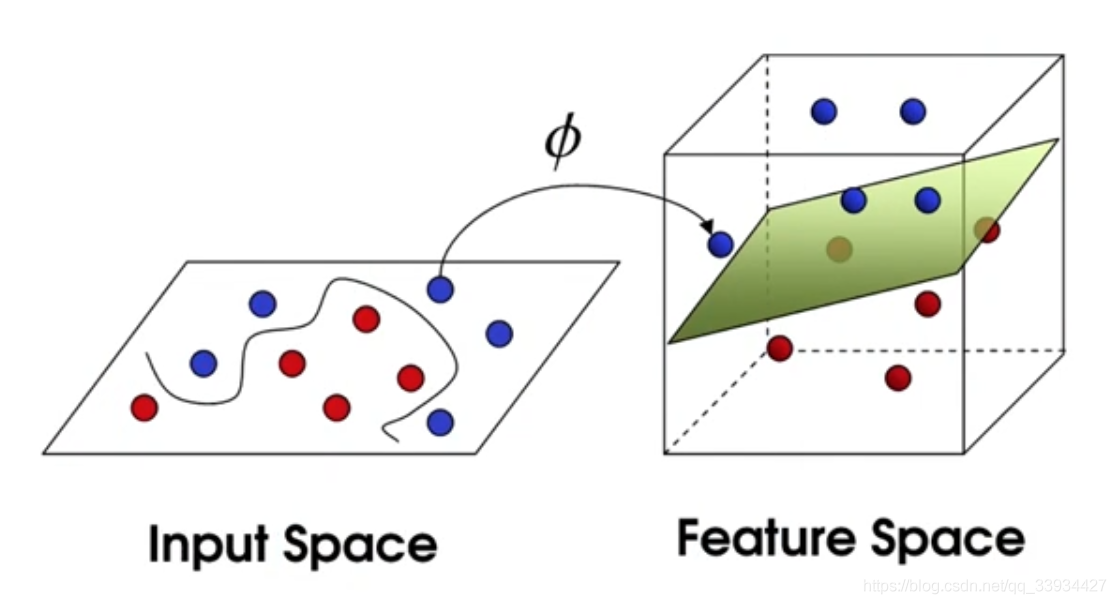 ϕ
Input Space
Feature Space
https://blog.csdn.net/qq_33934427